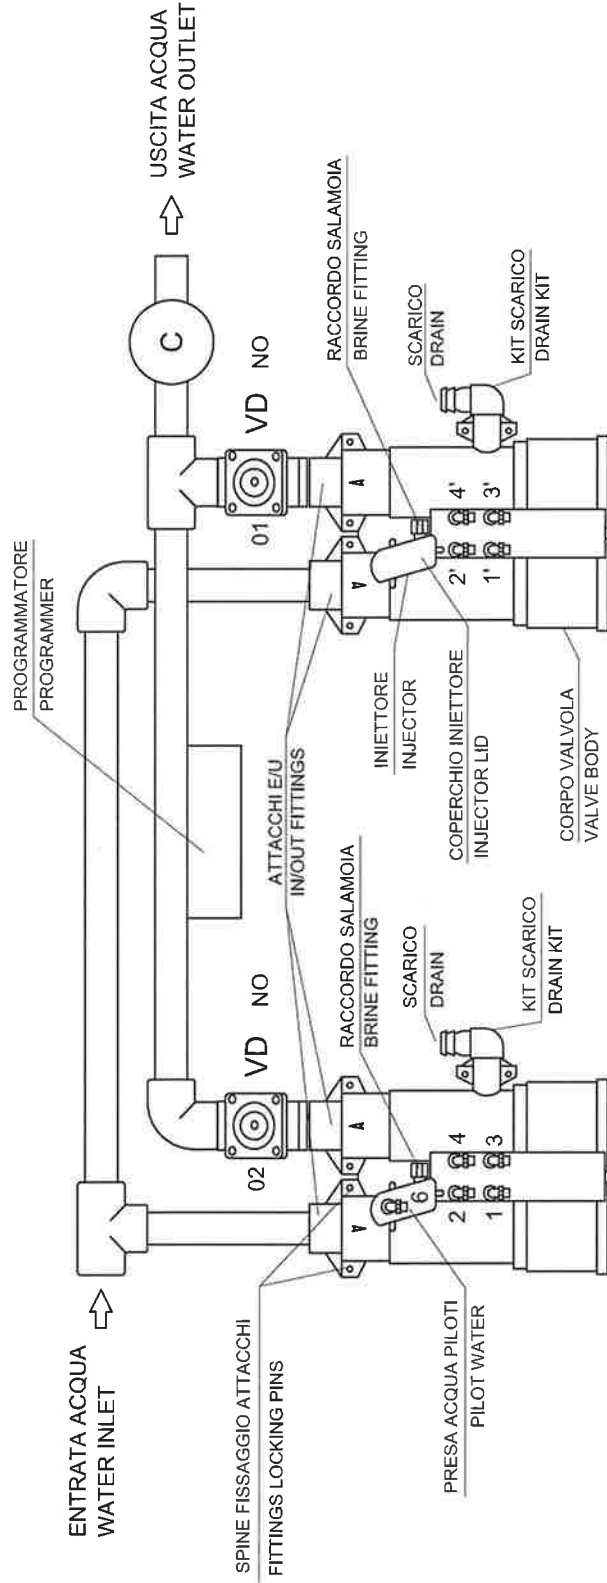 ENTRATA ACQUA
WATER INLET
USCITA ACQUA
WATER OUTLET
PROGRAMMATORE
PROGRAMMER
C
02
VD
NO
01
VD
NO
SPINE FISSAGGIO ATTACCHI
FITTINGS LOCKING PINS
ATTACCHI E/U
IN/OUT FITTINGS
RACCORDO SALAMOIA
BRINE FITTING
RACCORDO SALAMOIA
BRINE FITTING
A
A
A
A
6
2
4
1
3
2'
4'
1'
3'
PRESA ACQUA PILOTI
PILOT WATER
SCARICO
DRAIN
KIT SCARICO
DRAIN KIT
INIETTORE
INJECTOR
COPERCHIO INIETTORE
INJECTOR LID
SCARICO
DRAIN
KIT SCARICO
DRAIN KIT
CORPO VALVOLA
VALVE BODY